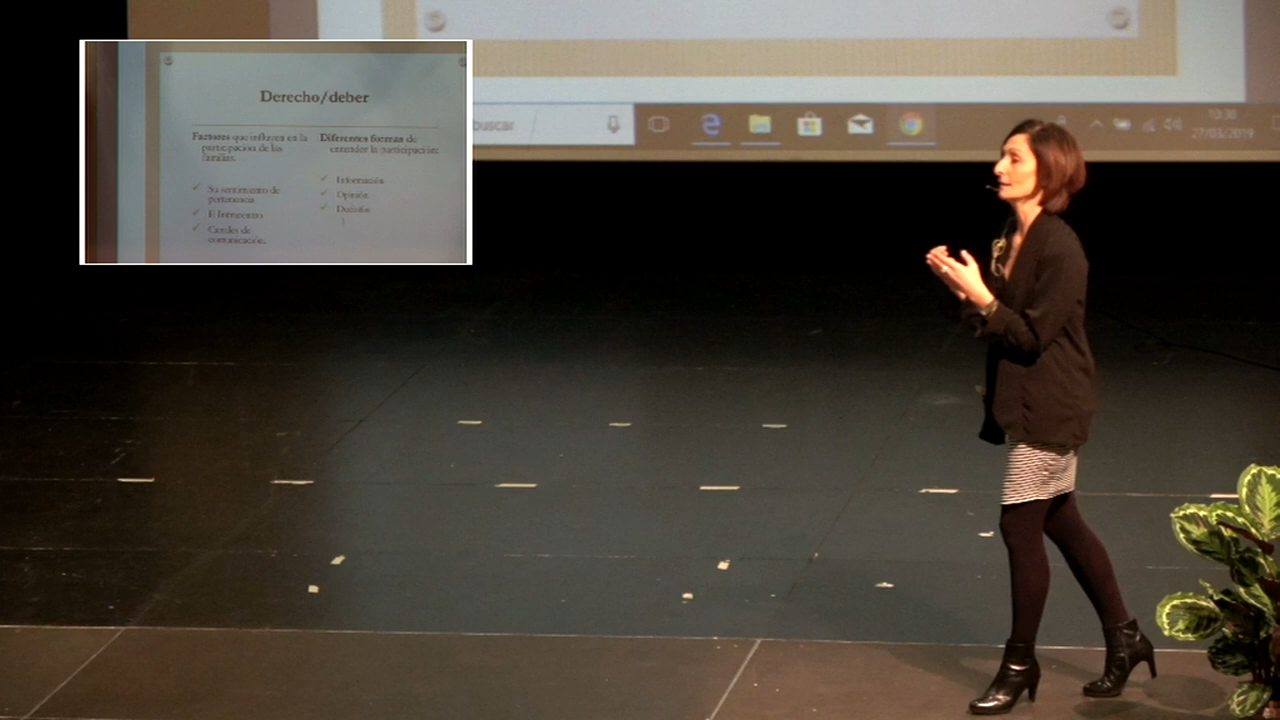 Derecho/deber
Factores que influyen en la
participación de las
familias.
Diferentes formas de
entender la participación:
Su sentimiento de
pertenencia
El Intercentro
Canales de
comunicación.
Información
Opinión
Decisión
buscar
10:30
27/03/2019